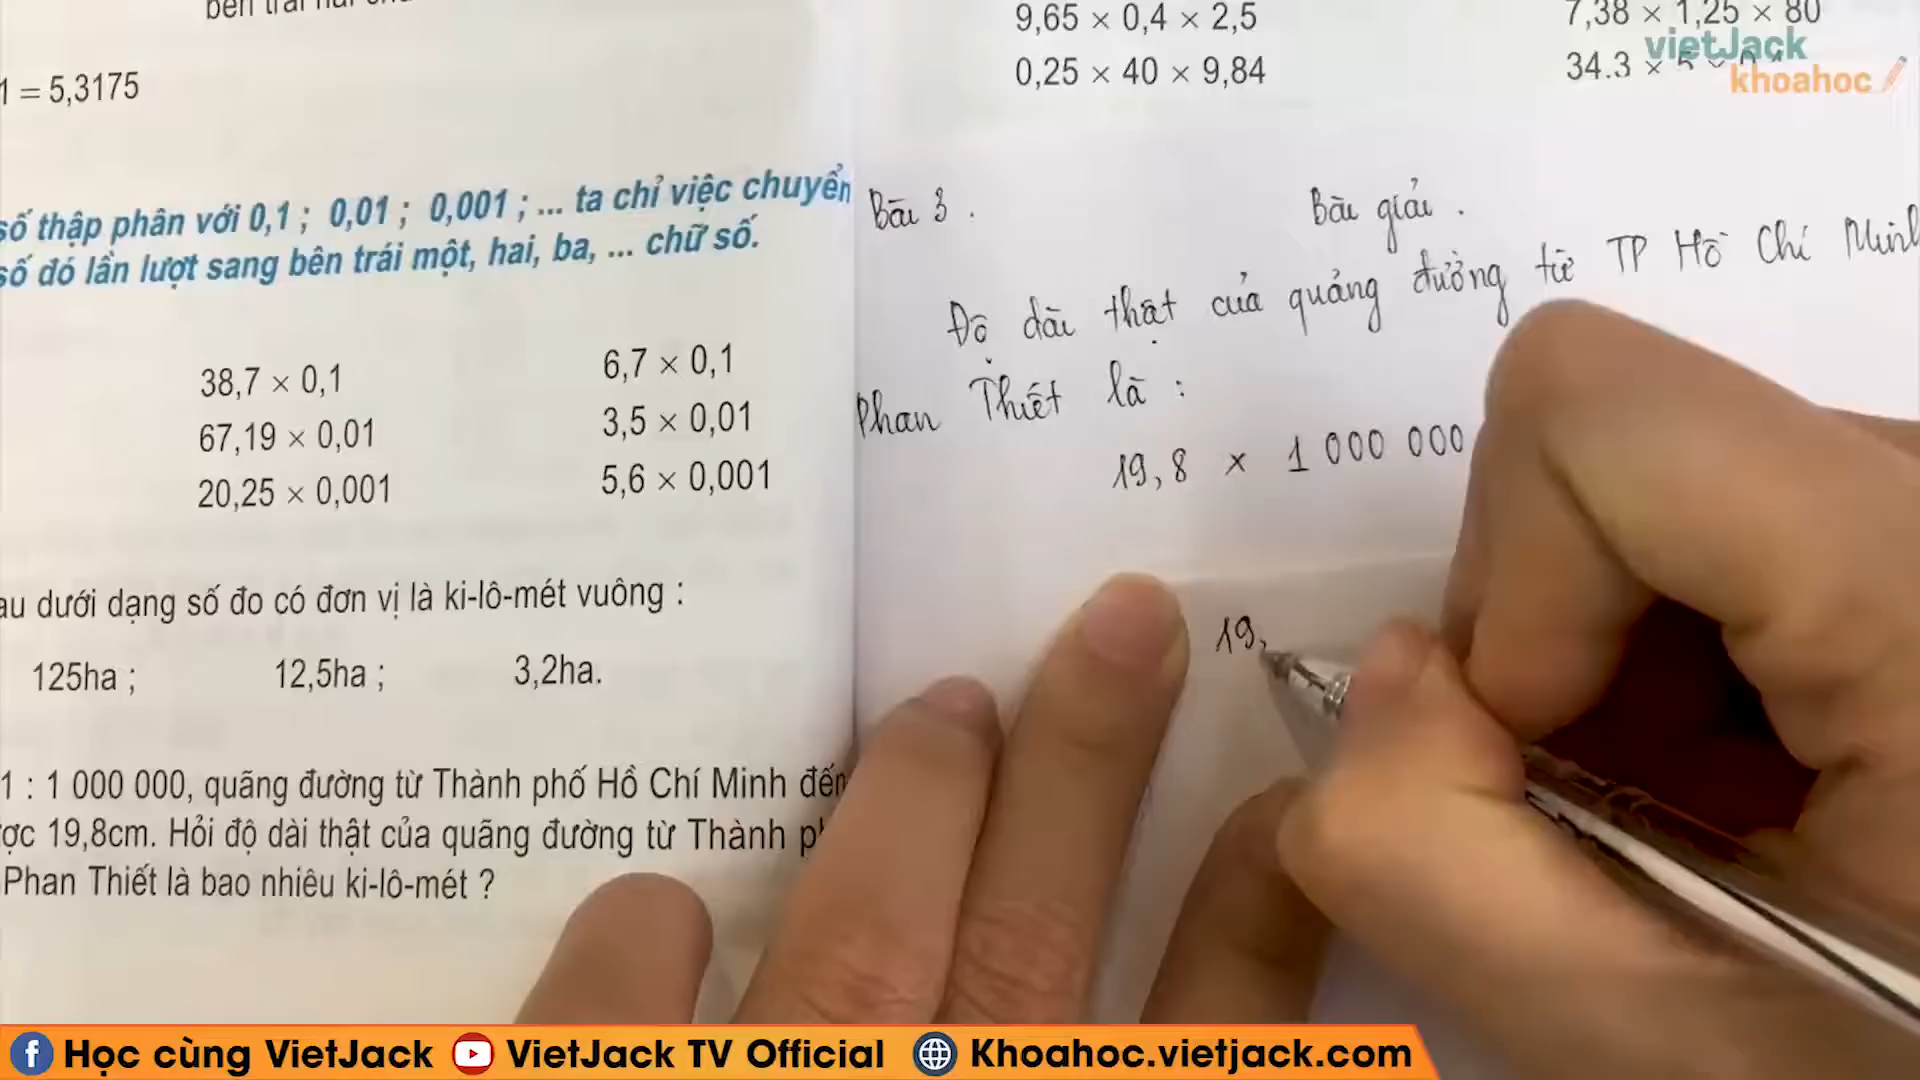 1 = 5,3175
số thập phân với 0,1 ; 0,01 ; 0,001 ; ... ta chỉ việc chuyển
số đó lần lượt sang bên trái một, hai, ba, ... chữ số.
38,7 × 0,1
6,7 × 0,1
67,19 × 0,01
3,5 × 0,01
20,25 × 0,001
5,6 × 0,001
au dưới dạng số đo có đơn vị là ki-lô-mét vuông :
125ha ; 12,5ha ; 3,2ha.
1 : 1 000 000, quãng đường từ Thành phố Hồ Chí Minh đến
ợc 19,8cm. Hỏi độ dài thật của quãng đường từ Thành p
Phan Thiết là bao nhiêu ki-lô-mét ?
9,65 × 0,4 × 2,5
7,38 × 1,25 × 80
0,25 × 40 × 9,84
34.3 × 5 ×
vietJack
khoahoc
Bài 3 .
Bài giải .
Độ dài thật của quảng đường từ TP Hồ Chí Minh
Phan Thiết là :
19,8 × 1 000 000
19,
Học cùng VietJack VietJack TV Official Khoahoc.vietjack.com